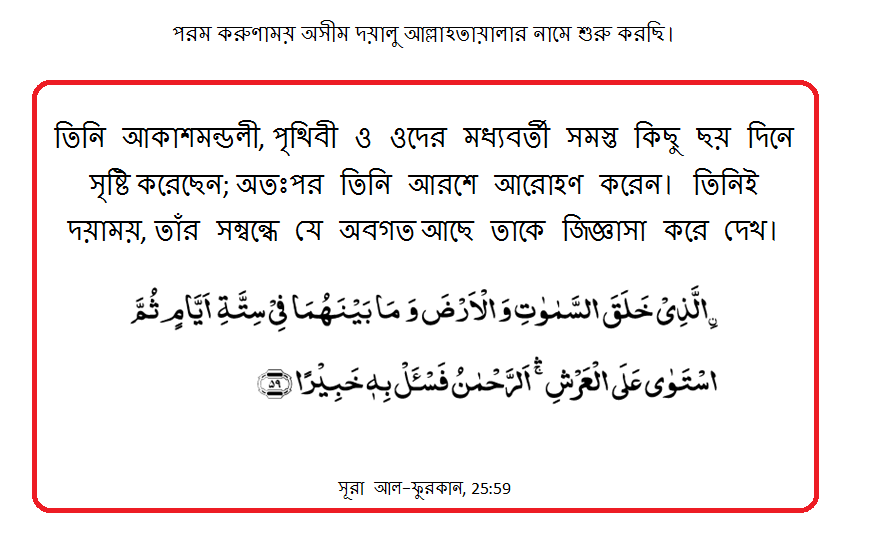 পরম করুণাময় অসীম দয়ালু আল্লাহতায়ালার নামে শুরু করছি।
তিনি আকাশমন্ডলী, পৃথিবী ও ওদের মধ্যবর্তী সমস্ত কিছু ছয় দিনে
সৃষ্টি করেছেন; অতঃপর তিনি আরশে আরোহণ করেন। তিনিই
দয়াময়, তাঁর সম্বন্ধে যে অবগত আছে তাকে জিজ্ঞাসা করে দেখ।
ۣالَّذِىْ خَلَقَ السَّمٰوٰتِ وَالْاَرْضَ وَمَا بَيْنَهُمَا فِىْ سِتَّةِ اَيَّامٍ ثُمَّ
اسْتَوٰى عَلَى الْعَرْشِ ۛۚ اَلرَّحْمٰنُ فَسْـَٔلْ بِهٖ خَبِيْرًا ﴿۵۹﴾
সূরা আল-ফুরকান, 25:59